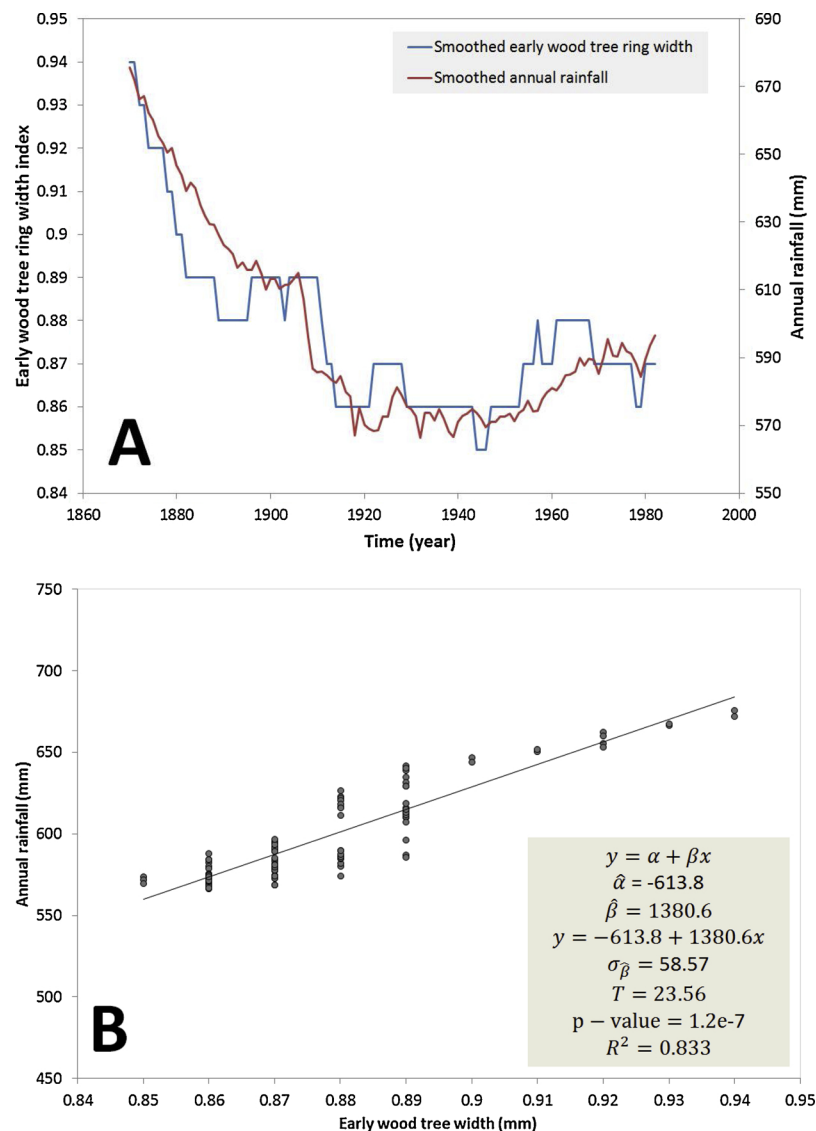 Smoothed early wood tree ring width
Smoothed annual rainfall
0.95
0.94
0.93
0.92
0.91
0.9
0.89
0.88
0.87
0.86
0.85
0.84
Early wood tree ring width index
690
670
650
630
610
590
570
550
Annual rainfall (mm)
A
1860 1880 1900 1920 1940 1960 1980 2000
Time (year)
750
700
650
600
550
500
450
Annual rainfall (mm)
y = α + βx
α̂ = -613.8
β̂ = 1380.6
y = −613.8 + 1380.6x
σ_β̂ = 58.57
T = 23.56
p − value = 1.2e-7
R² = 0.833
B
0.84 0.85 0.86 0.87 0.88 0.89 0.9 0.91 0.92 0.93 0.94 0.95
Early wood tree width (mm)